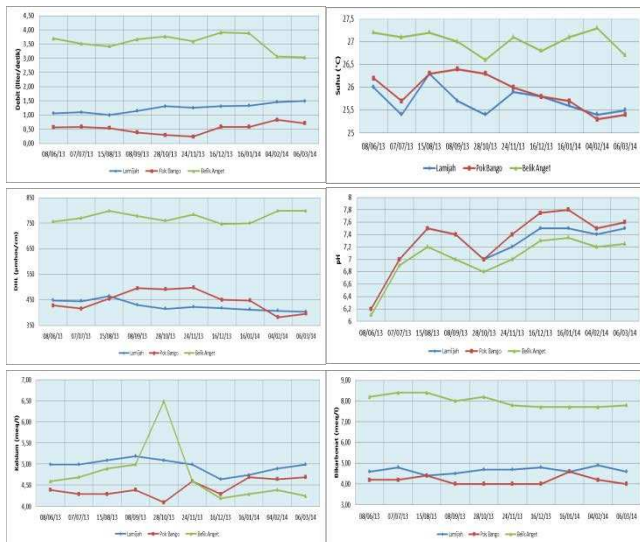 Debit (liter/detik)
4,50
4,00
3,50
3,00
2,50
2,00
1,50
1,00
0,50
0,00
08/06/13 07/07/13 15/08/13 08/09/13 28/10/13 24/11/13 16/12/13 16/01/14 04/02/14 06/03/14
Lamijah Pok Bango Belik Anget
Suhu (°C)
27,5
27
26,5
26
25,5
25
08/06/13 07/07/13 15/08/13 08/09/13 28/10/13 24/11/13 16/12/13 16/01/14 04/02/14 06/03/14
Lamijah Pok Bango Belik Anget
DHL (µmhos/cm)
850
750
650
550
450
350
08/06/13 07/07/13 15/08/13 08/09/13 28/10/13 24/11/13 16/12/13 16/01/14 04/02/14 06/03/14
Lamijah Pok Bango Belik Anget
pH
8
7,8
7,6
7,4
7,2
7
6,8
6,6
6,4
6,2
6
08/06/13 07/07/13 15/08/13 08/09/13 28/10/13 24/11/13 16/12/13 16/01/14 04/02/14 06/03/14
Lamijah Pok Bango Belik Anget
Kalsium (meq/l)
7,00
6,50
6,00
5,50
5,00
4,50
4,00
08/06/13 07/07/13 15/08/13 08/09/13 28/10/13 24/11/13 16/12/13 16/01/14 04/02/14 06/03/14
Lamijah Pok Bango Belik Anget
Bikarbonat (meq/l)
9,00
8,00
7,00
6,00
5,00
4,00
3,00
08/06/13 07/07/13 15/08/13 08/09/13 28/10/13 24/11/13 16/12/13 16/01/14 04/02/14 06/03/14
Lamijah Pok Bango Belik Anget